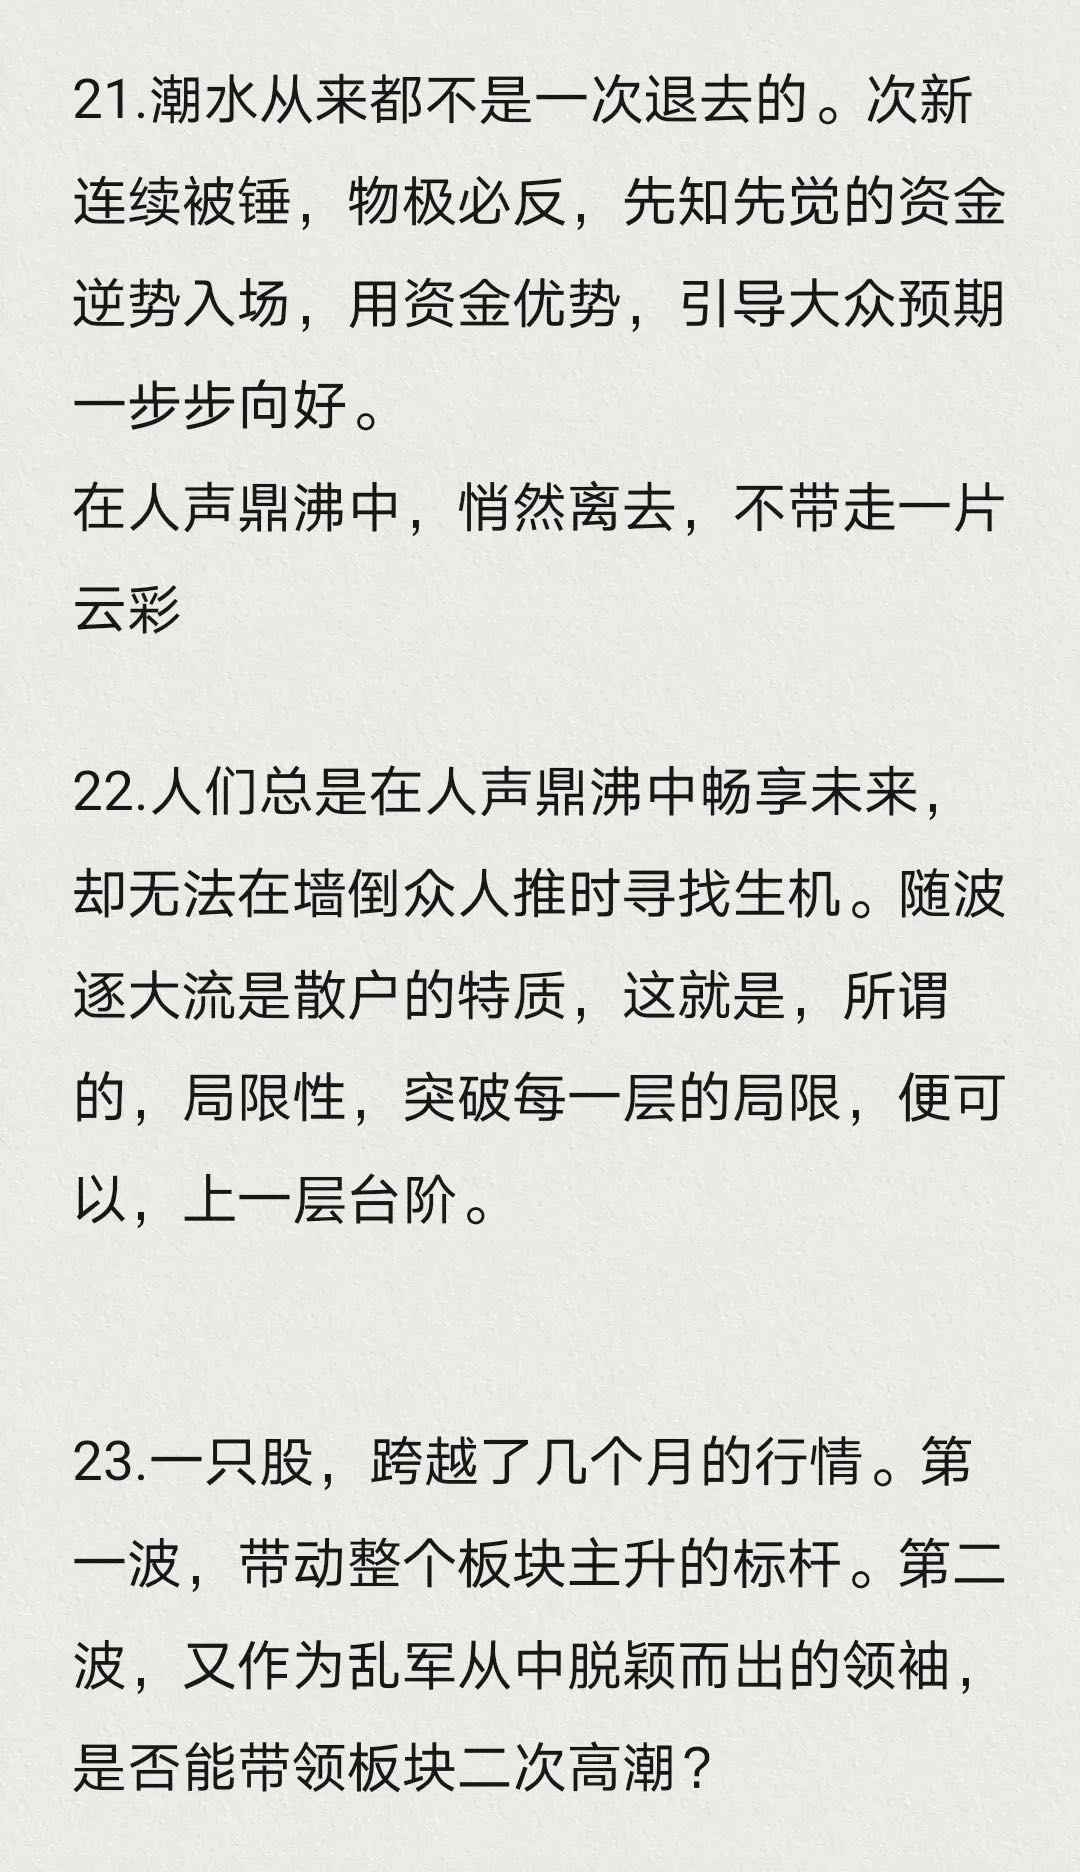 21.潮水从来都不是一次退去的。次新
连续被锤，物极必反，先知先觉的资金
逆势入场，用资金优势，引导大众预期
一步步向好。
在人声鼎沸中，悄然离去，不带走一片
云彩
22.人们总是在人声鼎沸中畅享未来，
却无法在墙倒众人推时寻找生机。随波
逐大流是散户的特质，这就是，所谓
的，局限性，突破每一层的局限，便可
以，上一层台阶。
23.一只股，跨越了几个月的行情。第
一波，带动整个板块主升的标杆。第二
波，又作为乱军从中脱颖而出的领袖，
是否能带领板块二次高潮？